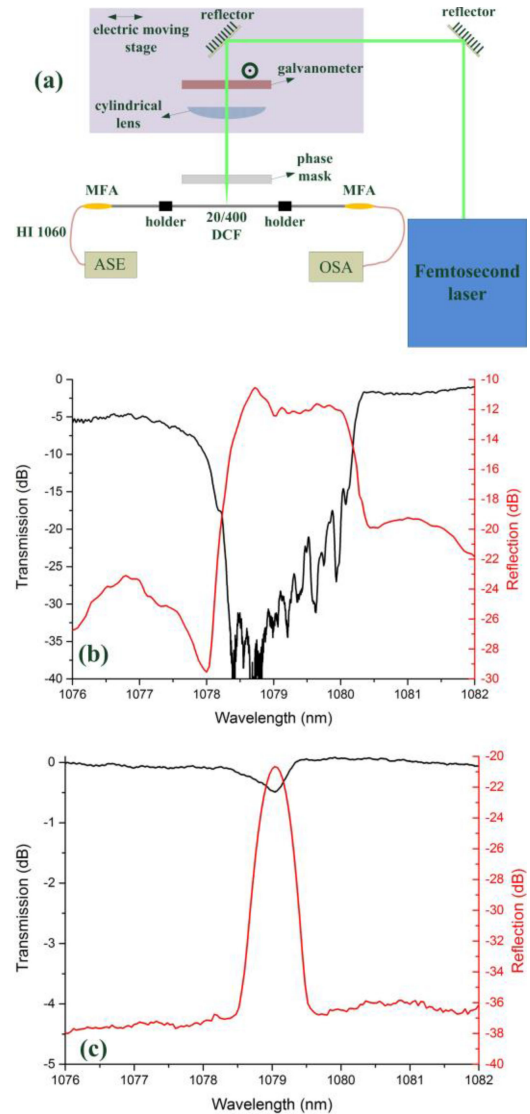 reflector
reflector
electric moving
stage
(a)
galvanometer
cylindrical
lens
phase
mask
MFA
MFA
holder
20/400
DCF
holder
HI 1060
ASE
OSA
Femtosecond
laser
0
-5
-10
-15
-20
-25
-30
-35
-40
Transmission (dB)
-10
-12
-14
-16
-18
-20
-22
-24
-26
-28
-30
Reflection (dB)
(b)
1076 1077 1078 1079 1080 1081 1082
Wavelength (nm)
0
-1
-2
-3
-4
-5
Transmission (dB)
-20
-22
-24
-26
-28
-30
-32
-34
-36
-38
-40
Reflection (dB)
(c)
1076 1077 1078 1079 1080 1081 1082
Wavelength (nm)